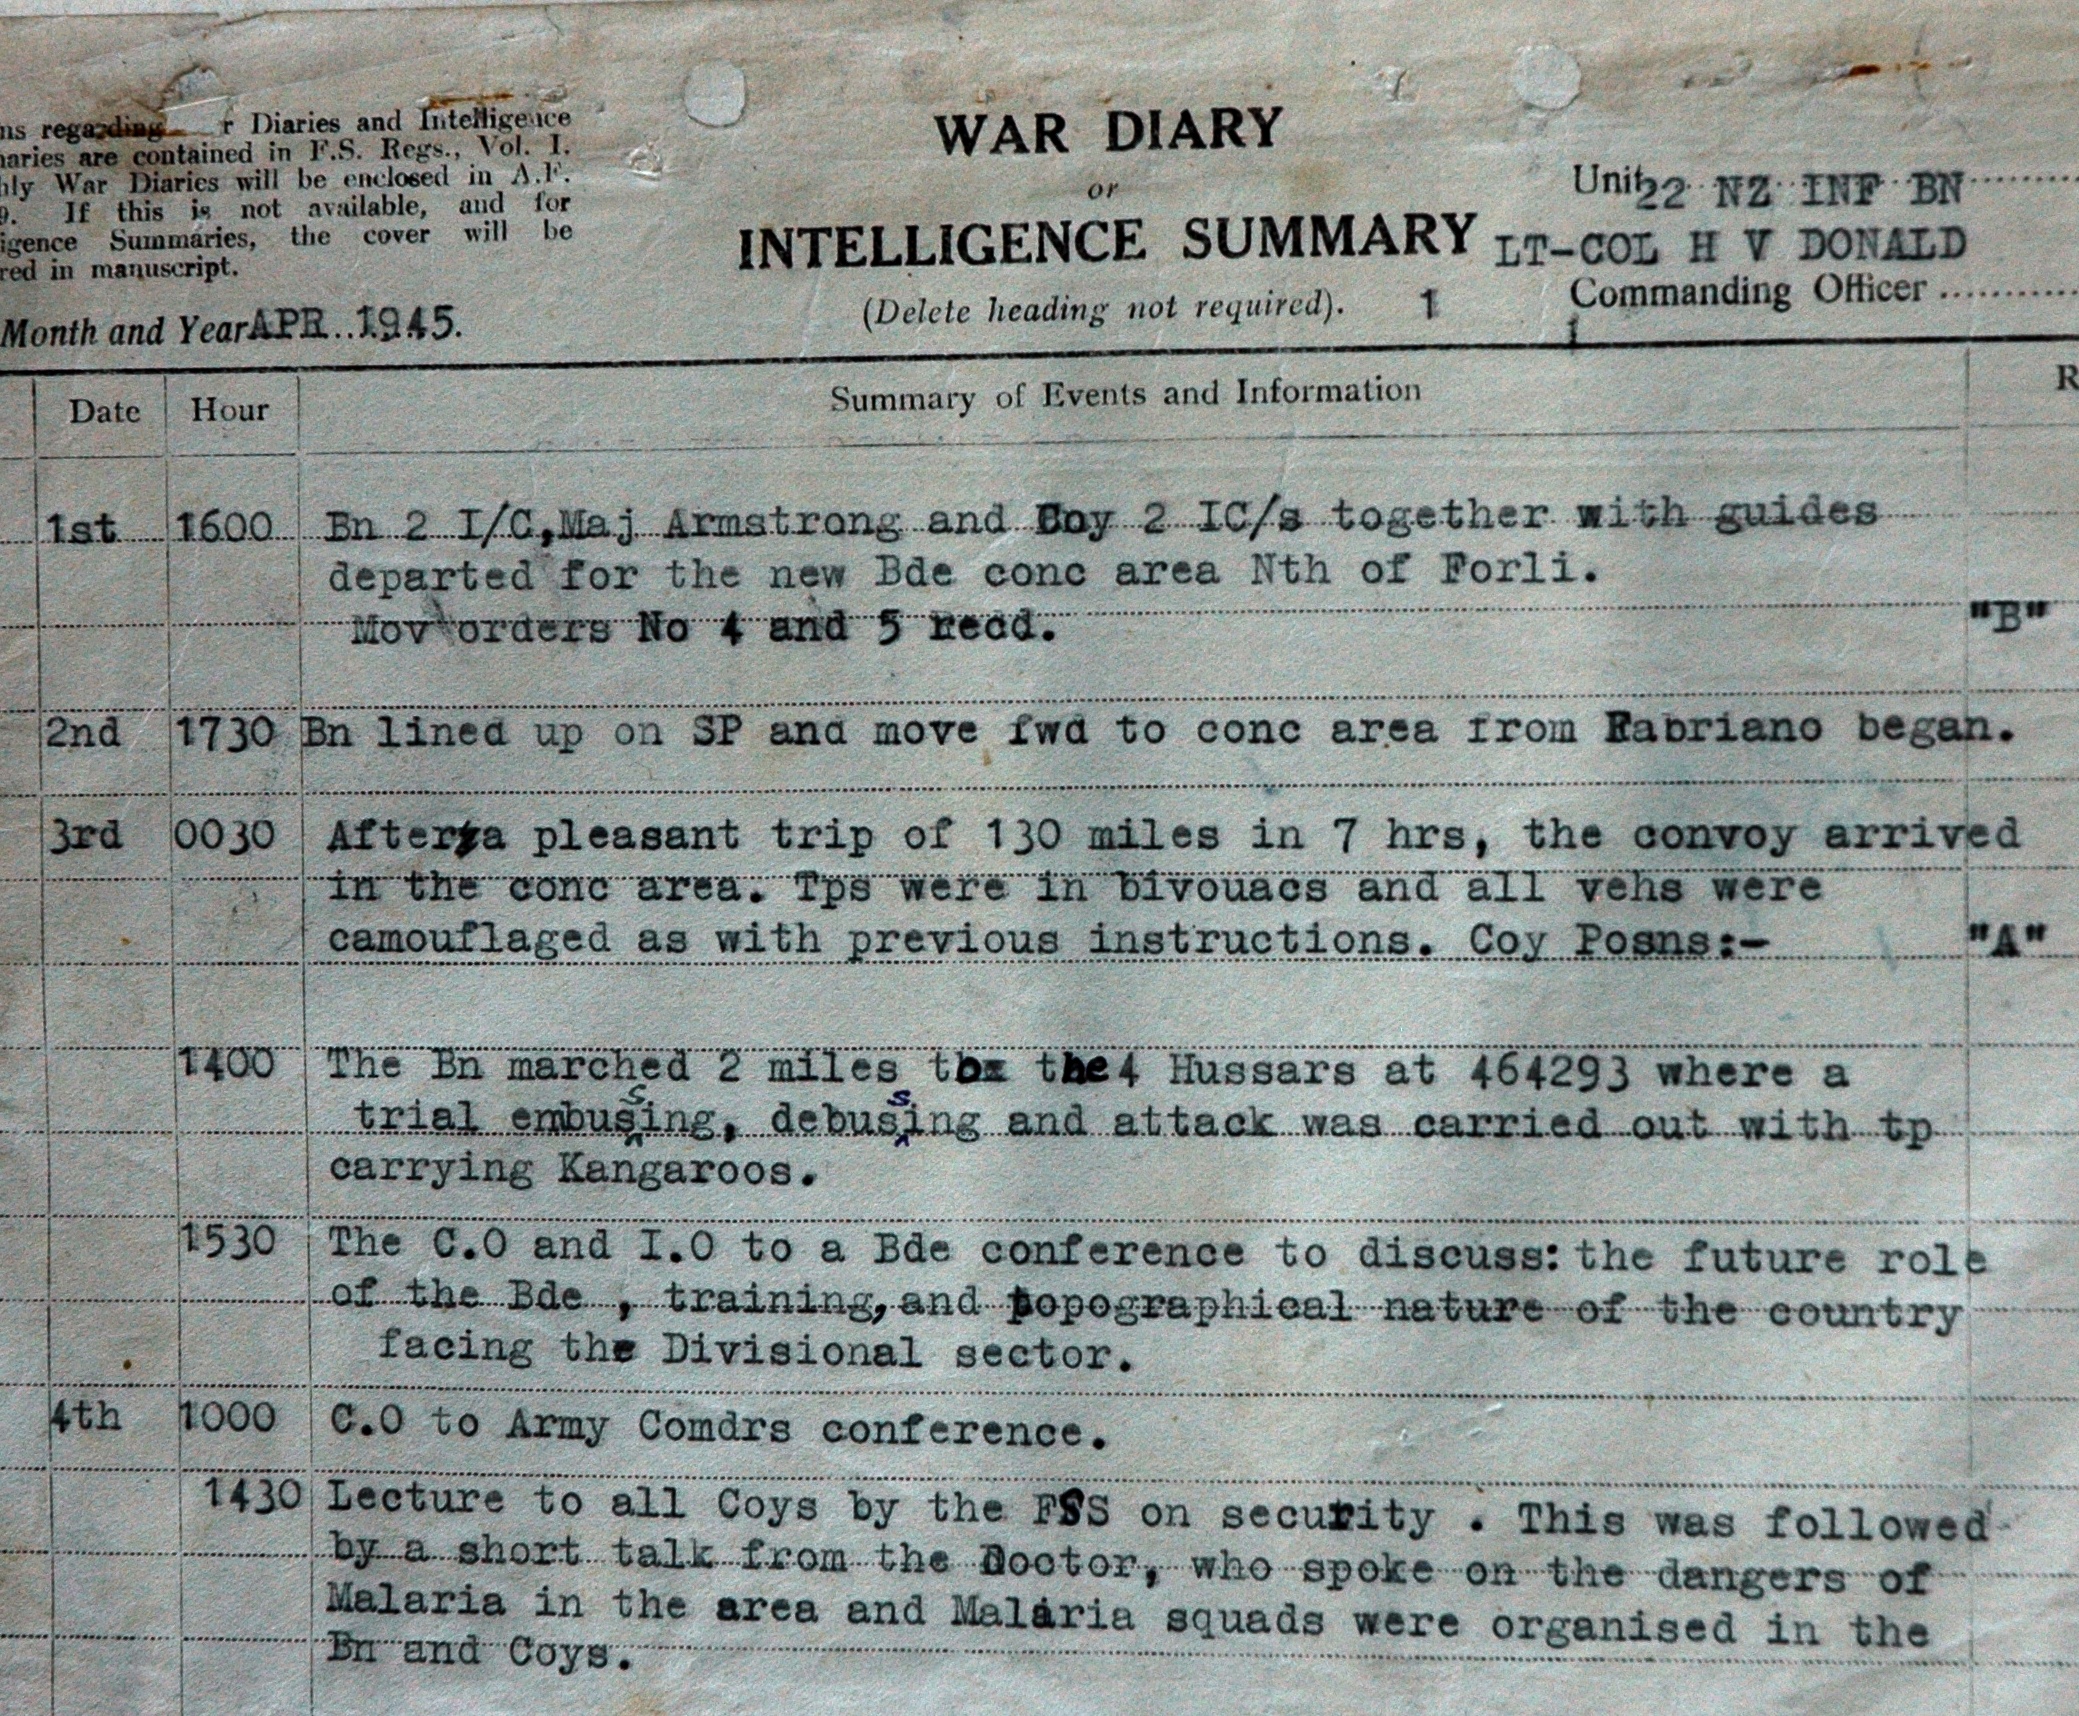 ns regarding r Diaries and Intelligence
naries are contained in F.S. Regs., Vol. I.
hly War Diaries will be enclosed in A.F.
9. If this is not available, and for
igence Summaries, the cover will be
red in manuscript.
Month and Year APR..1945.
WAR DIARY
or
INTELLIGENCE SUMMARY
(Delete heading not required). 1
Unit 22 NZ INF BN
LT-COL H V DONALD
Commanding Officer
Date Hour Summary of Events and Information R
1st 1600 Bn 2 I/C,Maj Armstrong and Coy 2 IC/s together with guides
departed for the new Bde conc area Nth of Forli.
Mov orders No 4 and 5 Recd. "B"
2nd 1730 Bn lined up on SP and move fwd to conc area from Fabriano began.
3rd 0030 After a pleasant trip of 130 miles in 7 hrs, the convoy arrived
in the conc area. Tps were in bivouacs and all vehs were
camouflaged as with previous instructions. Coy Posns:- "A"
1400 The Bn marched 2 miles to the 4 Hussars at 464293 where a
trial embussing, debussing and attack was carried out with tp
carrying Kangaroos.
1530 The C.O and I.O to a Bde conference to discuss: the future role
of the Bde , training, and topographical nature of the country
facing the Divisional sector.
4th 1000 C.O to Army Comdrs conference.
1430 Lecture to all Coys by the FSS on security . This was followed
by a short talk from the Doctor, who spoke on the dangers of
Malaria in the area and Malaria squads were organised in the
Bn and Coys.